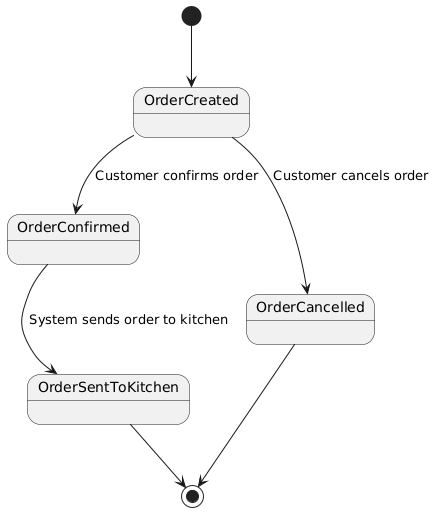 OrderCreated
Customer confirms order
Customer cancels order
OrderConfirmed
OrderCancelled
System sends order to kitchen
OrderSentToKitchen